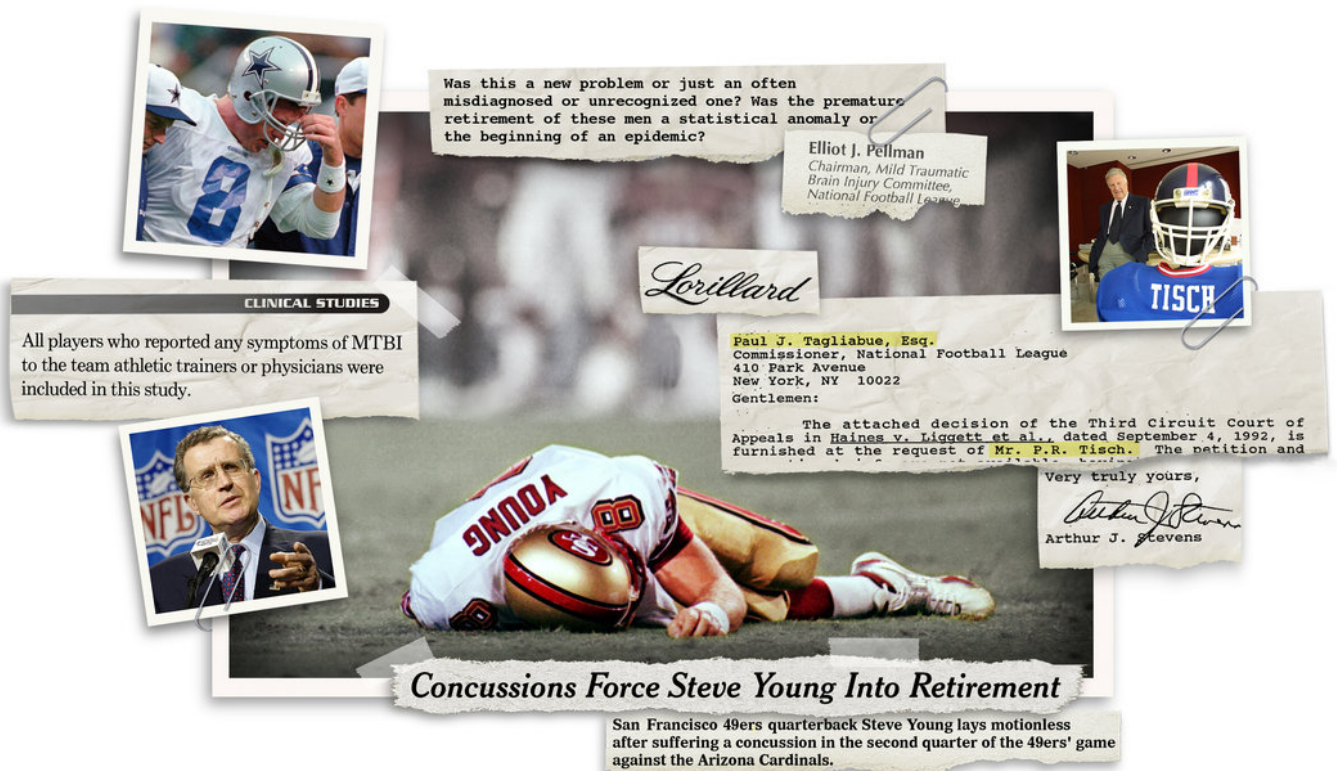 Was this a new problem or just an often
misdiagnosed or unrecognized one? Was the premature
retirement of these men a statistical anomaly or
the beginning of an epidemic?
Elliot J. Pellman
Chairman, Mild Traumatic
Brain Injury Committee,
National Football League
8
TISCH
CLINICAL STUDIES
All players who reported any symptoms of MTBI
to the team athletic trainers or physicians were
included in this study.
Lorillard
Paul J. Tagliabue, Esq.
Commissioner, National Football League
410 Park Avenue
New York, NY 10022
Gentlemen:
The attached decision of the Third Circuit Court of
Appeals in Haines v. Liggett et al., dated September 4, 1992, is
furnished at the request of Mr. P.R. Tisch. The petition and
Very truly yours,
Arthur J. Stevens
NFL
NF
YOUNG
8
8
Concussions Force Steve Young Into Retirement
San Francisco 49ers quarterback Steve Young lays motionless
after suffering a concussion in the second quarter of the 49ers' game
against the Arizona Cardinals.